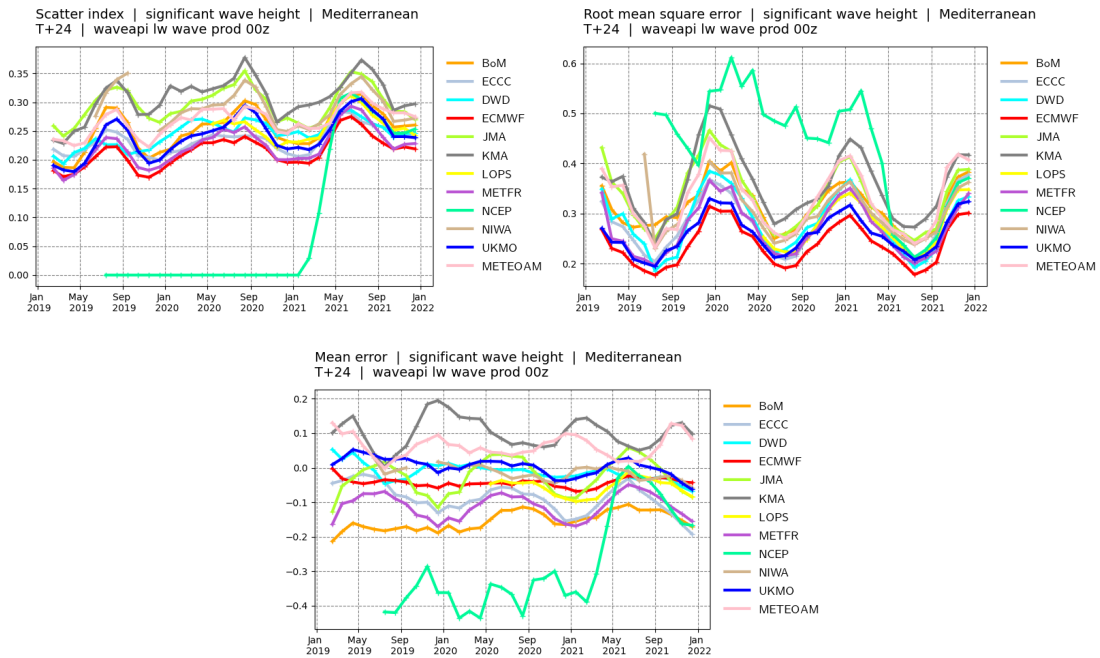 Scatter index | significant wave height | Mediterranean
T+24 | waveapi lw wave prod 00z
0.35
0.30
0.25
0.20
0.15
0.10
0.05
0.00
Jan 2019
May 2019
Sep 2019
Jan 2020
May 2020
Sep 2020
Jan 2021
May 2021
Sep 2021
Jan 2022
BoM
ECCC
DWD
ECMWF
JMA
KMA
LOPS
METFR
NCEP
NIWA
UKMO
METEOAM
Root mean square error | significant wave height | Mediterranean
T+24 | waveapi lw wave prod 00z
0.6
0.5
0.4
0.3
0.2
Jan 2019
May 2019
Sep 2019
Jan 2020
May 2020
Sep 2020
Jan 2021
May 2021
Sep 2021
Jan 2022
BoM
ECCC
DWD
ECMWF
JMA
KMA
LOPS
METFR
NCEP
NIWA
UKMO
METEOAM
Mean error | significant wave height | Mediterranean
T+24 | waveapi lw wave prod 00z
0.2
0.1
0.0
−0.1
−0.2
−0.3
−0.4
Jan 2019
May 2019
Sep 2019
Jan 2020
May 2020
Sep 2020
Jan 2021
May 2021
Sep 2021
Jan 2022
BoM
ECCC
DWD
ECMWF
JMA
KMA
LOPS
METFR
NCEP
NIWA
UKMO
METEOAM